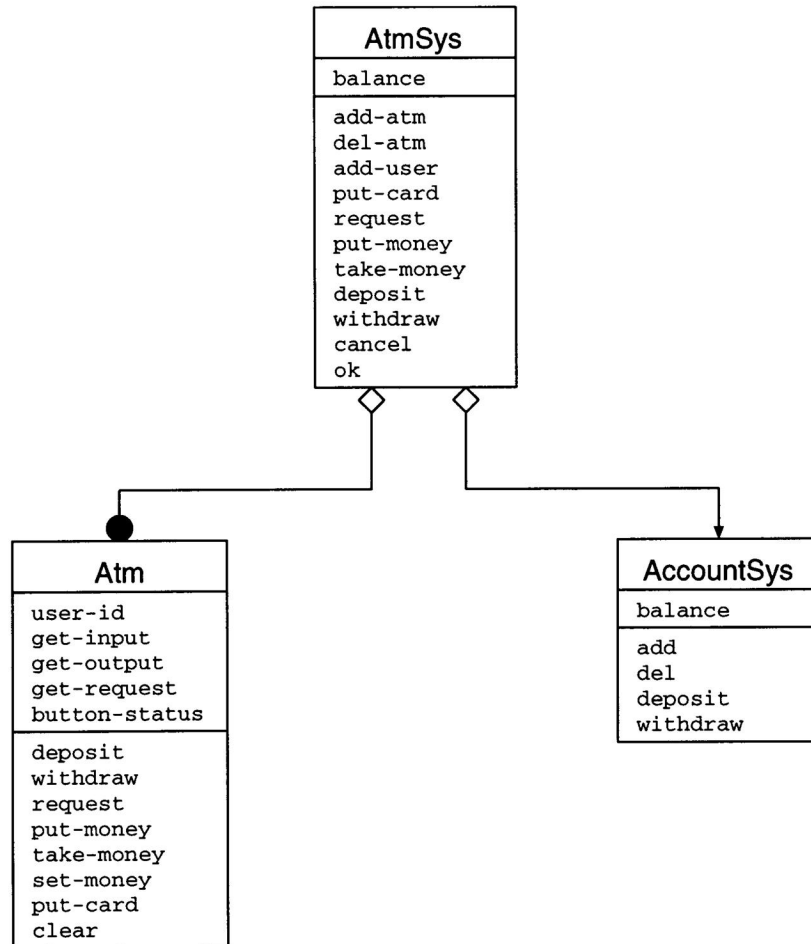 AtmSys
balance
add-atm
del-atm
add-user
put-card
request
put-money
take-money
deposit
withdraw
cancel
ok
Atm
user-id
get-input
get-output
get-request
button-status
deposit
withdraw
request
put-money
take-money
set-money
put-card
clear
AccountSys
balance
add
del
deposit
withdraw